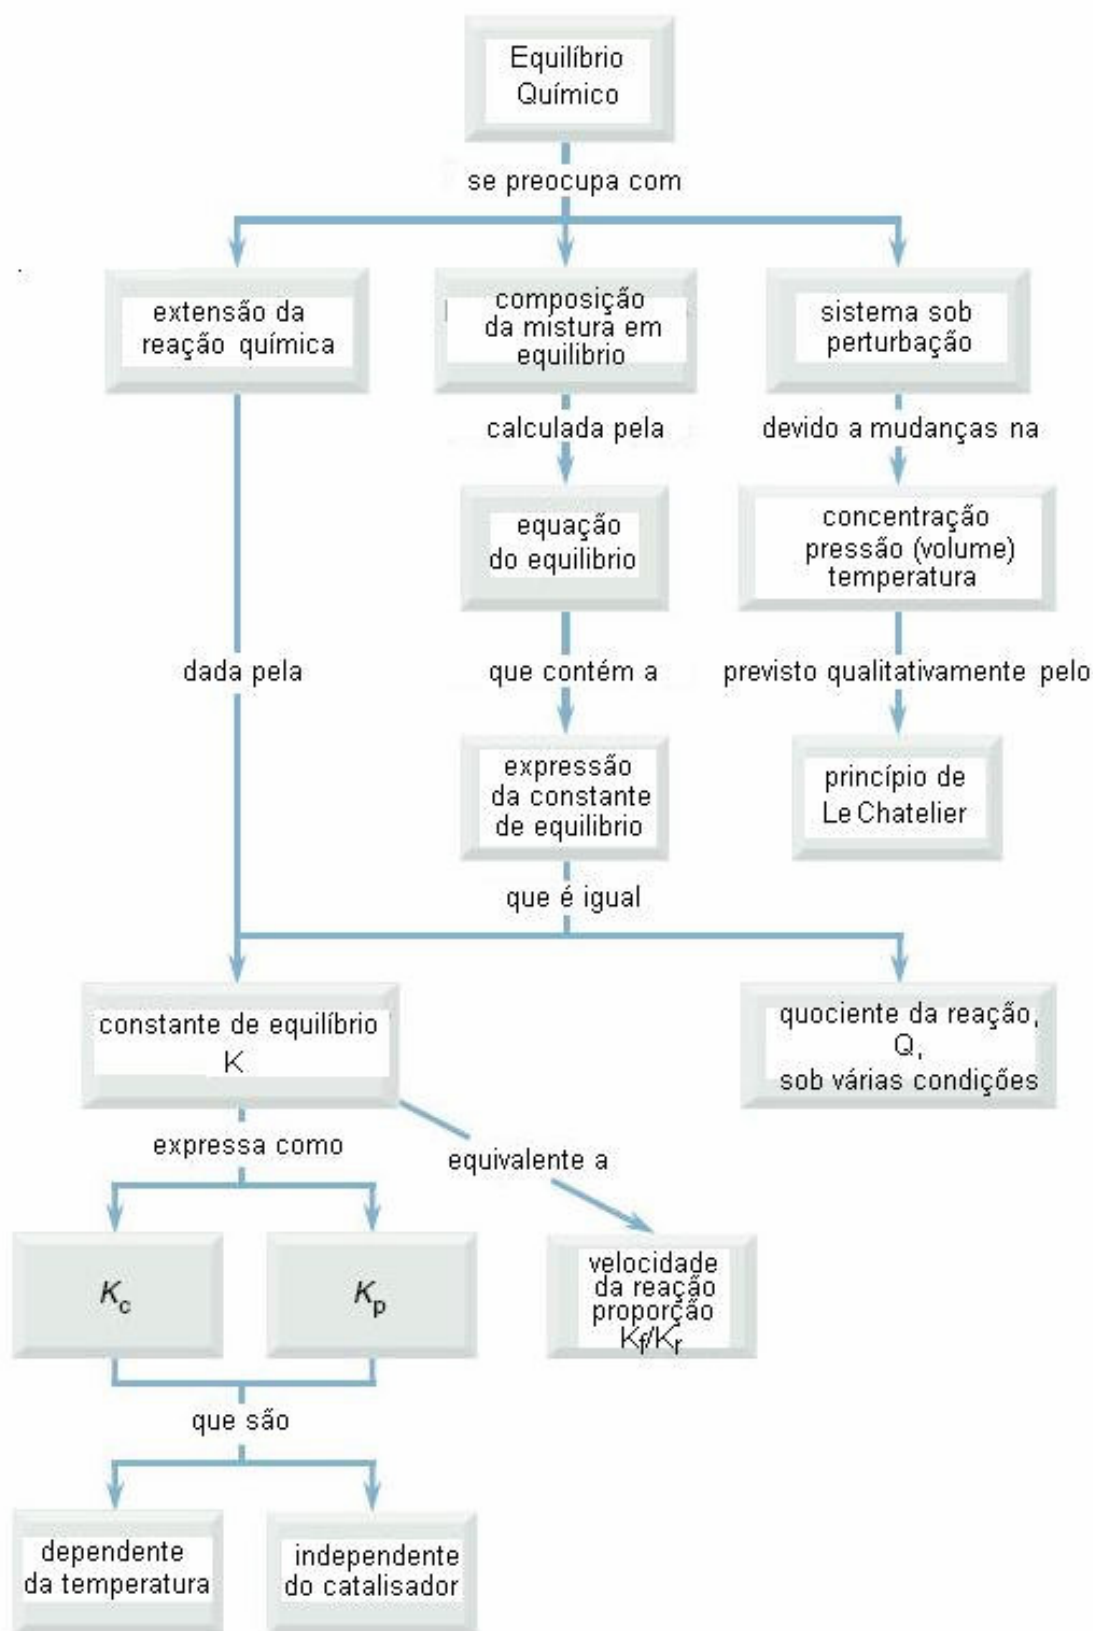 Equilíbrio
Químico
se preocupa com
extensão da
reação química
composição
da mistura em
equilibrio
sistema sob
perturbação
calculada pela
devido a mudanças na
equação
do equilibrio
concentração
pressão (volume)
temperatura
dada pela
que contém a
previsto qualitativamente pelo
expressão
da constante
de equilibrio
princípio de
Le Chatelier
que é igual
constante de equilíbrio
K
quociente da reação,
Q,
sob várias condições
expressa como
equivalente a
Kc
Kp
velocidade
da reação
proporção
Kf/Kr
que são
dependente
da temperatura
independente
do catalisador